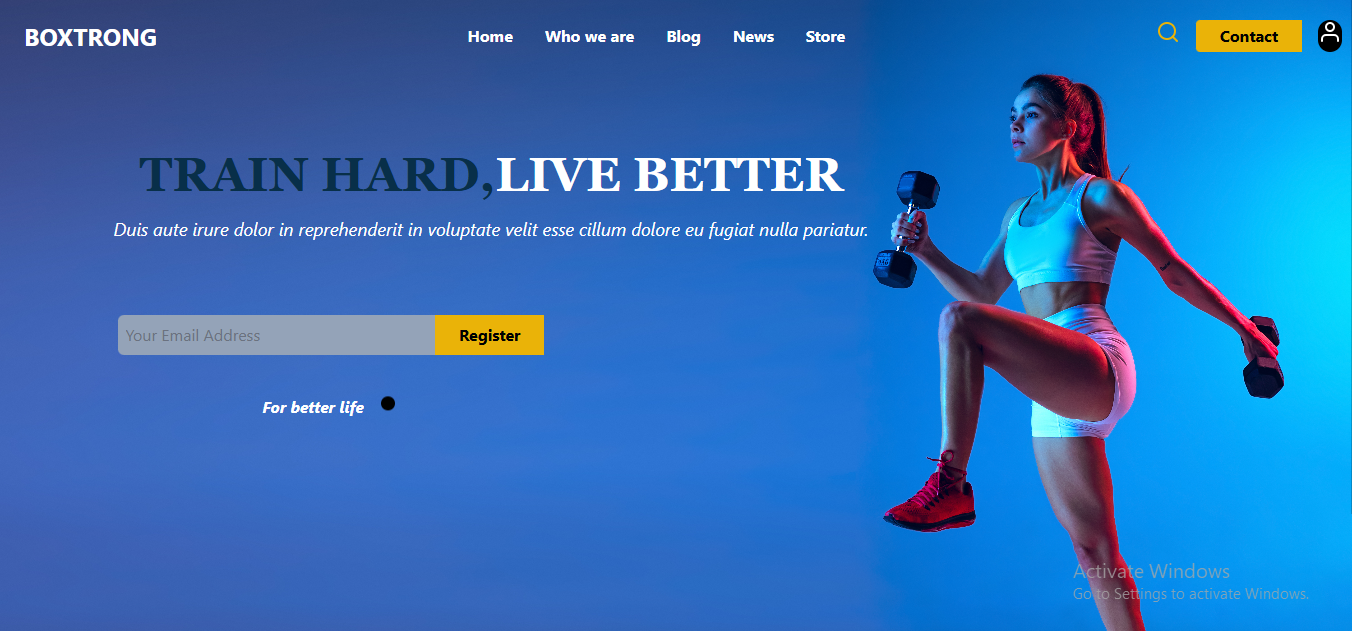 BOXTRONG
Home Who we are Blog News Store
Contact
TRAIN HARD,LIVE BETTER
Duis aute irure dolor in reprehenderit in voluptate velit esse cillum dolore eu fugiat nulla pariatur.
Your Email Address Register
For better life
Activate Windows
Go to Settings to activate Windows.